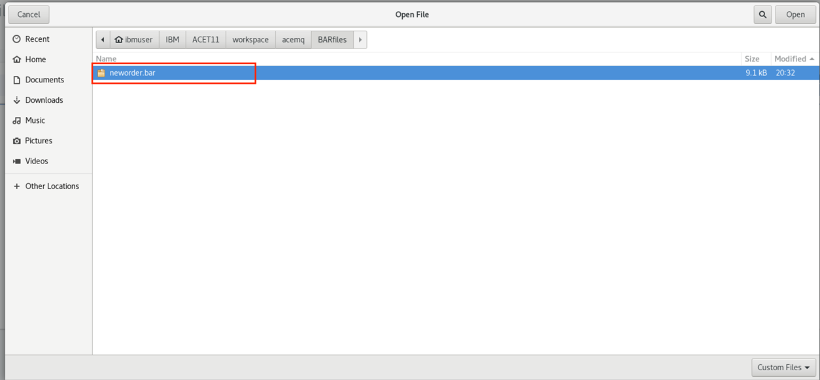 Cancel Open File Open
Recent
Home
Documents
Downloads
Music
Pictures
Videos
Other Locations
ibmuser IBM ACET11 workspace acemq BARfiles
Name Size Modified
neworder.bar 9.1 kB 20:32
Custom Files